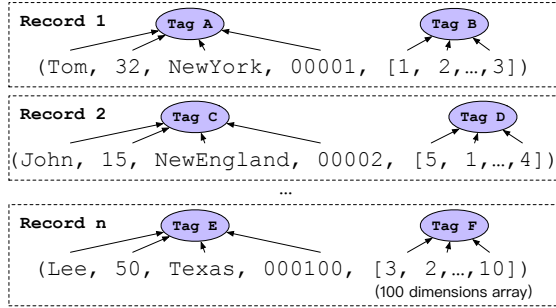 Record 1
Tag A
Tag B
(Tom, 32, NewYork, 00001, [1, 2,…,3])
Record 2
Tag C
Tag D
(John, 15, NewEngland, 00002, [5, 1,…,4])
…
Record n
Tag E
Tag F
(Lee, 50, Texas, 000100, [3, 2,…,10])
(100 dimensions array)